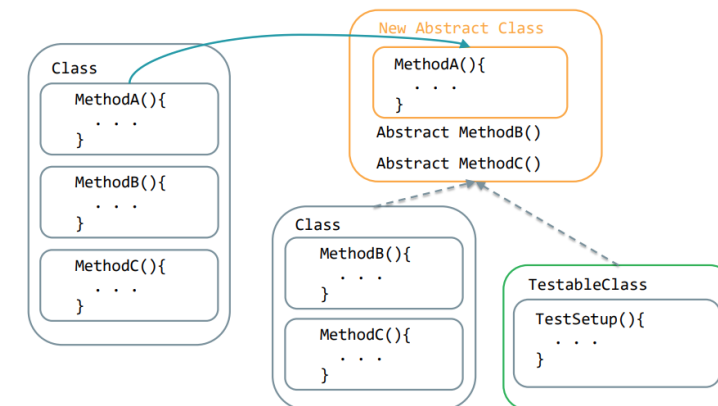 Class
MethodA(){
. . .
}
MethodB(){
. . .
}
MethodC(){
. . .
}
New Abstract Class
MethodA(){
. . .
}
Abstract MethodB()
Abstract MethodC()
Class
MethodB(){
. . .
}
MethodC(){
. . .
}
TestableClass
TestSetup(){
. . .
}